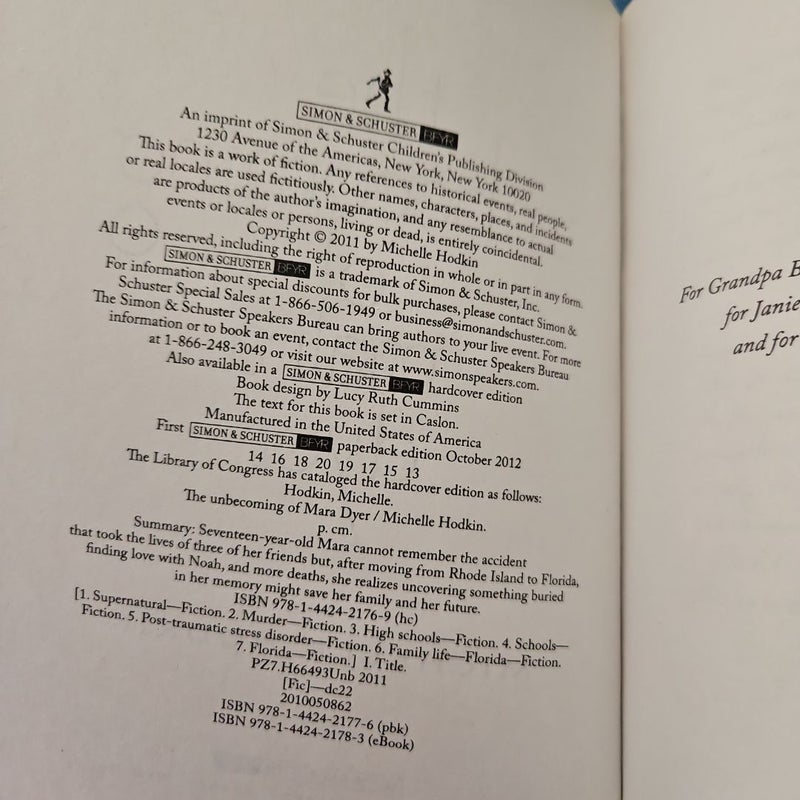 SIMON & SCHUSTER BFYR
An imprint of Simon & Schuster Children's Publishing Division
1230 Avenue of the Americas, New York, New York 10020
This book is a work of fiction. Any references to historical events, real people,
or real locales are used fictitiously. Other names, characters, places, and incidents
are products of the author's imagination, and any resemblance to actual
events or locales or persons, living or dead, is entirely coincidental.
Copyright © 2011 by Michelle Hodkin
All rights reserved, including the right of reproduction in whole or in part in any form.
SIMON & SCHUSTER BFYR is a trademark of Simon & Schuster, Inc.
For information about special discounts for bulk purchases, please contact Simon &
Schuster Special Sales at 1-866-506-1949 or business@simonandschuster.com.
The Simon & Schuster Speakers Bureau can bring authors to your live event. For more
information or to book an event, contact the Simon & Schuster Speakers Bureau
at 1-866-248-3049 or visit our website at www.simonspeakers.com.
Also available in a SIMON & SCHUSTER BFYR hardcover edition
Book design by Lucy Ruth Cummins
The text for this book is set in Caslon.
Manufactured in the United States of America
First SIMON & SCHUSTER BFYR paperback edition October 2012
14 16 18 20 19 17 15 13
The Library of Congress has cataloged the hardcover edition as follows:
Hodkin, Michelle.
The unbecoming of Mara Dyer / Michelle Hodkin.
p. cm.
Summary: Seventeen-year-old Mara cannot remember the accident
that took the lives of three of her friends but, after moving from Rhode Island to Florida,
finding love with Noah, and more deaths, she realizes uncovering something buried
in her memory might save her family and her future.
ISBN 978-1-4424-2176-9 (hc)
[1. Supernatural—Fiction. 2. Murder—Fiction. 3. High schools—Fiction. 4. Schools—
Fiction. 5. Post-traumatic stress disorder—Fiction. 6. Family life—Florida—Fiction.
7. Florida—Fiction.] I. Title.
PZ7.H66493Unb 2011
[Fic]—dc22
2010050862
ISBN 978-1-4424-2177-6 (pbk)
ISBN 978-1-4424-2178-3 (eBook)
For Grandpa B
for Janie
and for